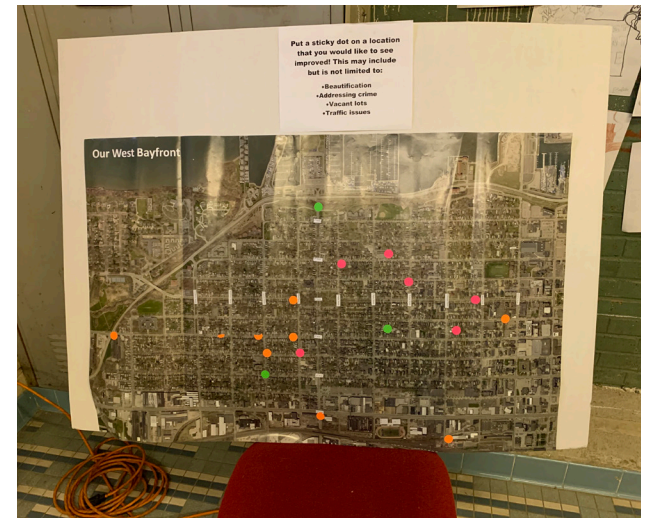 Put a sticky dot on a location
that you would like to see
improved! This may include
but is not limited to:
•Beautification
•Addressing crime
•Vacant lots
•Traffic issues
Our West Bayfront